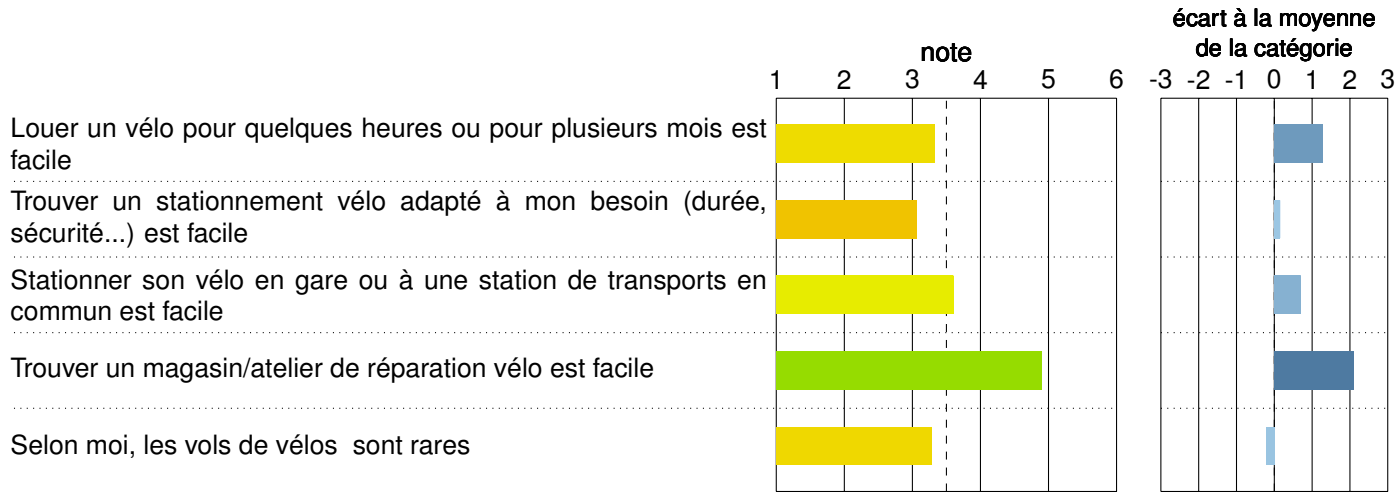 écart à la moyenne
de la catégorie
note
1 2 3 4 5 6
-3 -2 -1 0 1 2 3
Louer un vélo pour quelques heures ou pour plusieurs mois est
facile
Trouver un stationnement vélo adapté à mon besoin (durée,
sécurité...) est facile
Stationner son vélo en gare ou à une station de transports en
commun est facile
Trouver un magasin/atelier de réparation vélo est facile
Selon moi, les vols de vélos sont rares